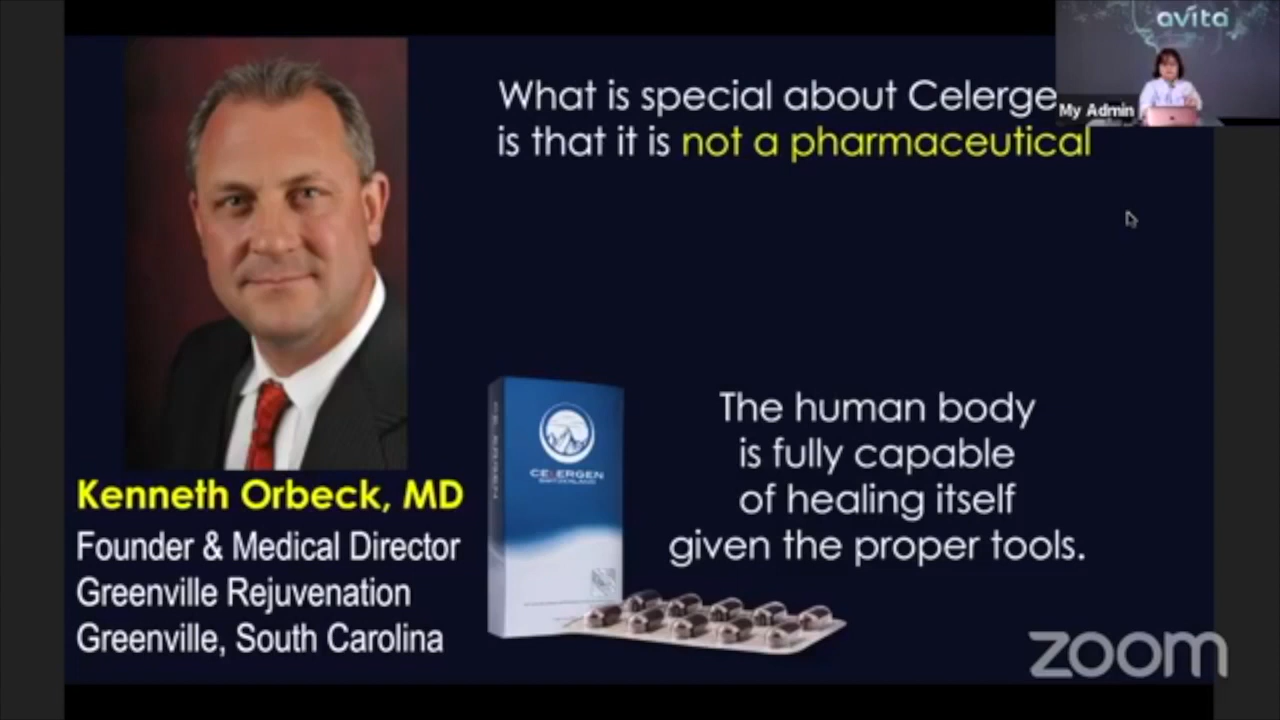 What is special about Celerge
is that it is not a pharmaceutical
avita
My Admin
CELERGEN
SWITZERLAND
The human body
is fully capable
of healing itself
given the proper tools.
Kenneth Orbeck, MD
Founder & Medical Director
Greenville Rejuvenation
Greenville, South Carolina
zoom